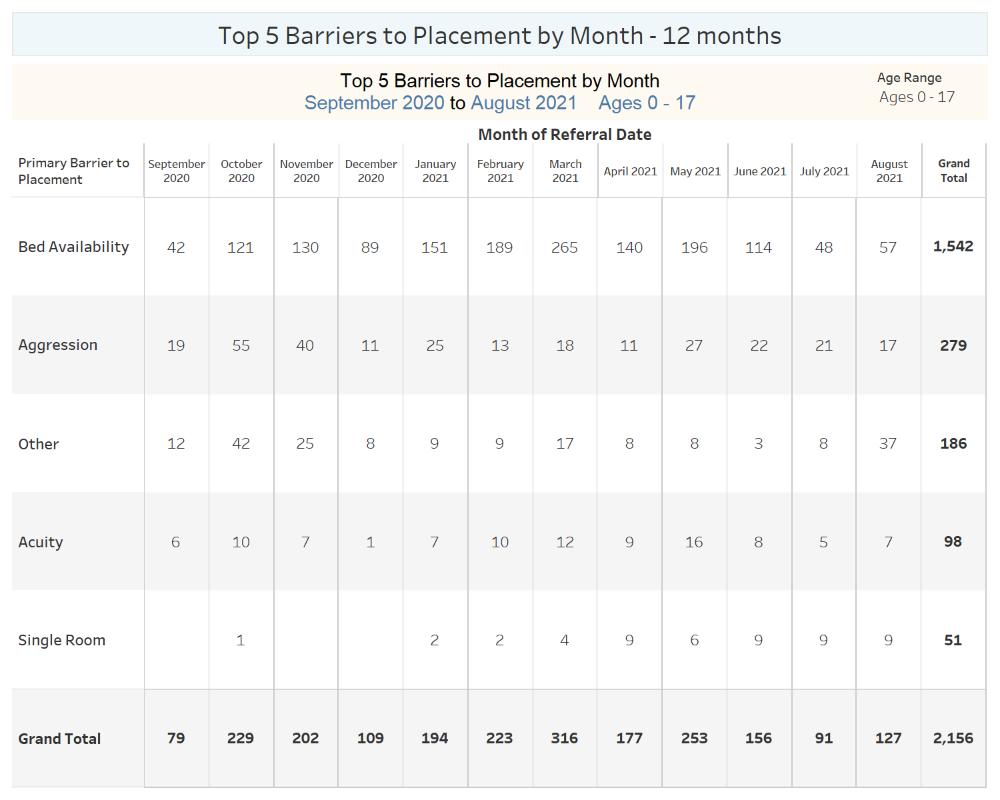 Top 5 Barriers to Placement by Month - 12 months
Top 5 Barriers to Placement by Month
September 2020 to August 2021 Ages 0 - 17
Age Range
Ages 0 - 17
Month of Referral Date
Primary Barrier to Placement September 2020 October 2020 November 2020 December 2020 January 2021 February 2021 March 2021 April 2021 May 2021 June 2021 July 2021 August 2021 Grand Total
Bed Availability 42 121 130 89 151 189 265 140 196 114 48 57 1,542
Aggression 19 55 40 11 25 13 18 11 27 22 21 17 279
Other 12 42 25 8 9 9 17 8 8 3 8 37 186
Acuity 6 10 7 1 7 10 12 9 16 8 5 7 98
Single Room 1 2 2 4 9 6 9 9 9 51
Grand Total 79 229 202 109 194 223 316 177 253 156 91 127 2,156